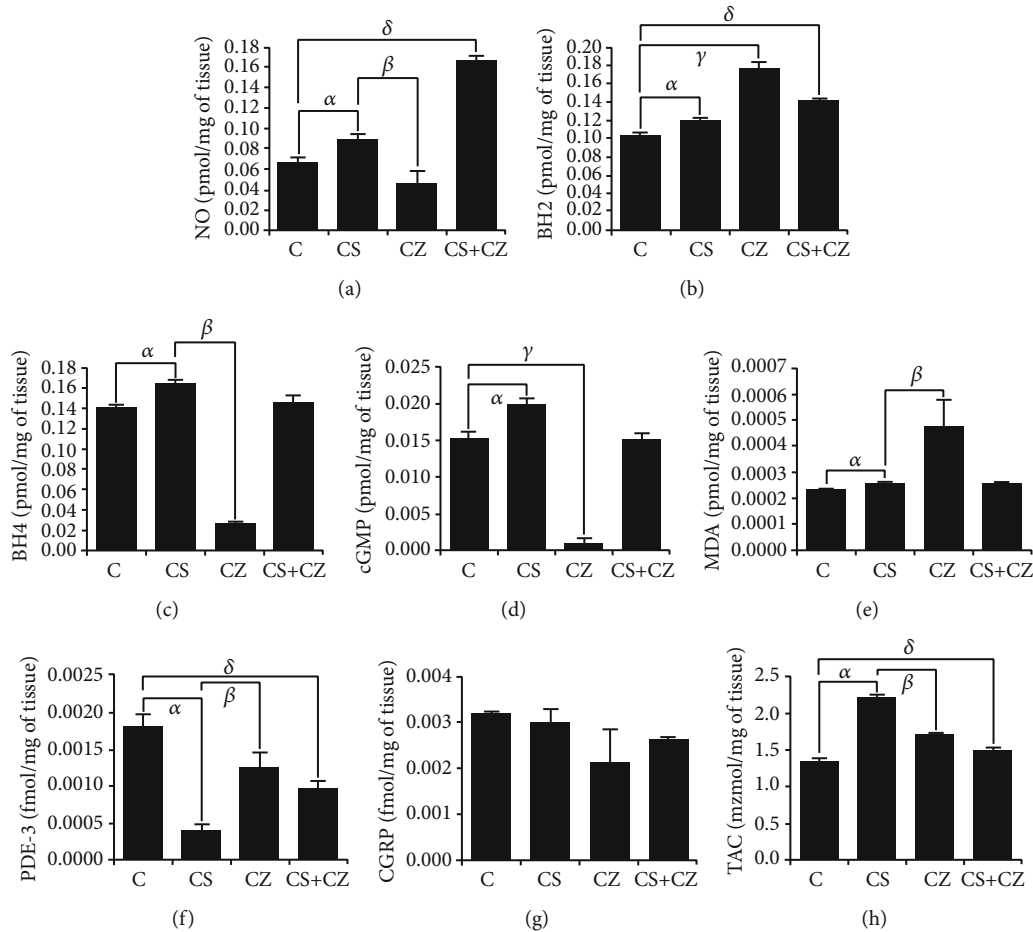 δ
β
α
0.18
0.16
0.14
0.12
0.10
0.08
0.06
0.04
0.02
0.00
NO (pmol/mg of tissue)
C CS CZ CS+CZ
(a)
δ
γ
α
0.20
0.18
0.16
0.14
0.12
0.10
0.08
0.06
0.04
0.02
0.00
BH2 (pmol/mg of tissue)
C CS CZ CS+CZ
(b)
β
α
0.18
0.16
0.14
0.12
0.10
0.08
0.06
0.04
0.02
0.00
BH4 (pmol/mg of tissue)
C CS CZ CS+CZ
(c)
γ
α
0.025
0.020
0.015
0.010
0.005
0.000
cGMP (pmol/mg of tissue)
C CS CZ CS+CZ
(d)
β
α
0.0007
0.0006
0.0005
0.0004
0.0003
0.0002
0.0001
0.0000
MDA (pmol/mg of tissue)
C CS CZ CS+CZ
(e)
δ
α β
0.0025
0.0020
0.0015
0.0010
0.0005
0.0000
PDE-3 (fmol/mg of tissue)
C CS CZ CS+CZ
(f)
0.004
0.003
0.002
0.001
0.000
CGRP (fmol/mg of tissue)
C CS CZ CS+CZ
(g)
δ
α β
2.5
2.0
1.5
1.0
0.5
0.0
TAC (mzmol/mg of tissue)
C CS CZ CS+CZ
(h)